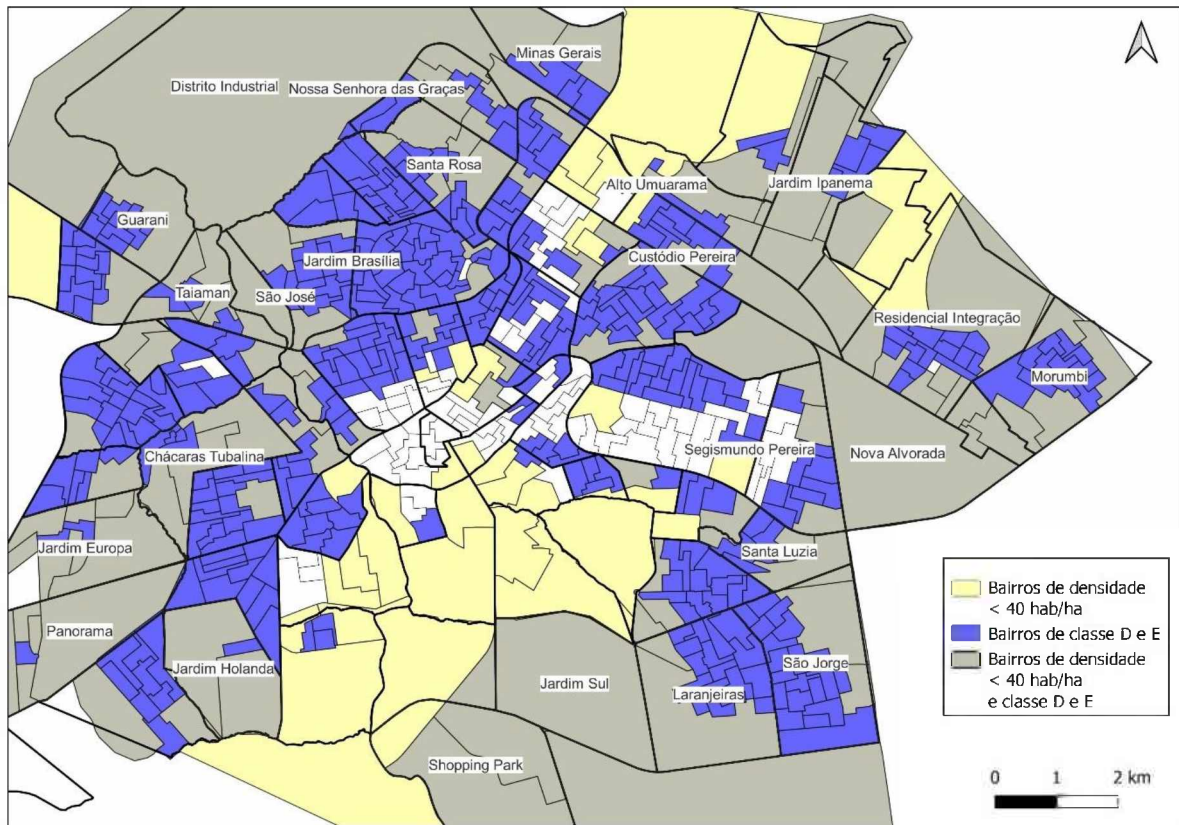 Minas Gerais
Distrito Industrial
Nossa Senhora das Graças
Santa Rosa
Alto Umuarama
Jardim Ipanema
Guarani
Jardim Brasília
Custódio Pereira
Taiaman
São José
Residencial Integração
Morumbi
Chácaras Tubalina
Segismundo Pereira
Nova Alvorada
Jardim Europa
Santa Luzia
Panorama
Jardim Holanda
Jardim Sul
Laranjeiras
São Jorge
Shopping Park
Bairros de densidade
< 40 hab/ha
Bairros de classe D e E
Bairros de densidade
< 40 hab/ha
e classe D e E
0 1 2 km